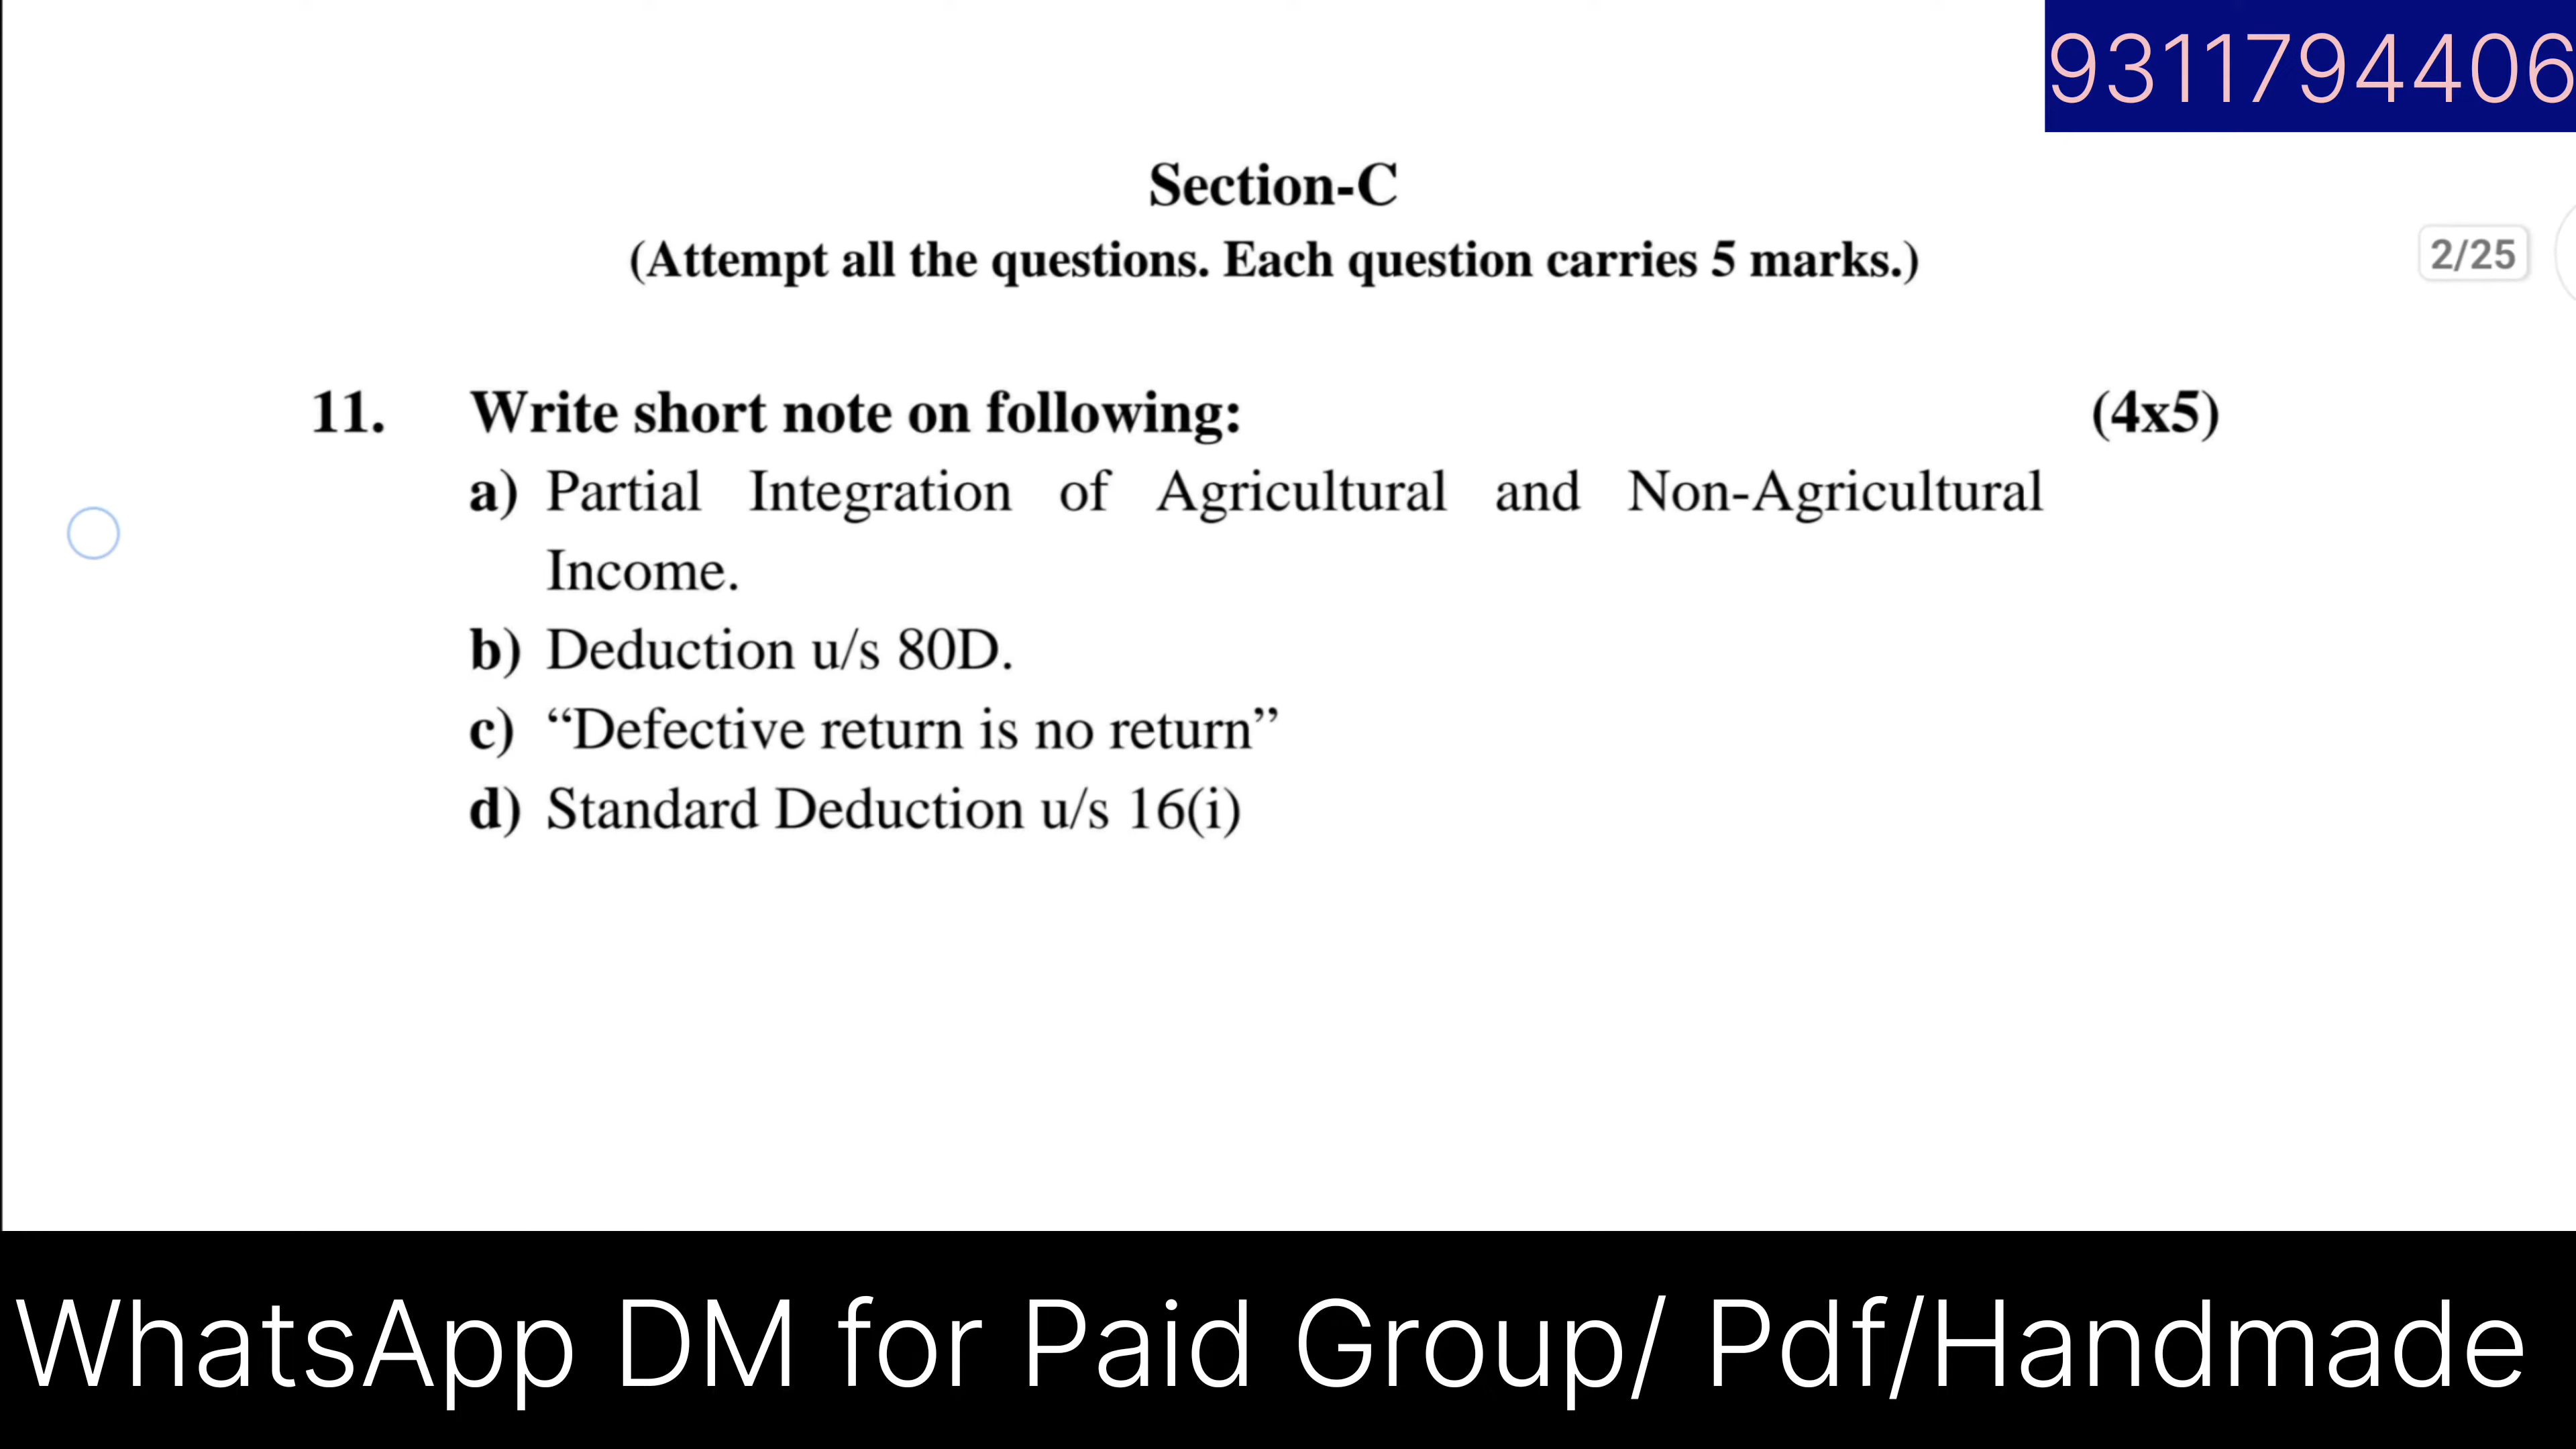 9311794406
Section-C
(Attempt all the questions. Each question carries 5 marks.)
2/25
11. Write short note on following: (4x5)
a) Partial Integration of Agricultural and Non-Agricultural
Income.
b) Deduction u/s 80D.
c) “Defective return is no return”
d) Standard Deduction u/s 16(i)
WhatsApp DM for Paid Group/ Pdf/Handmade